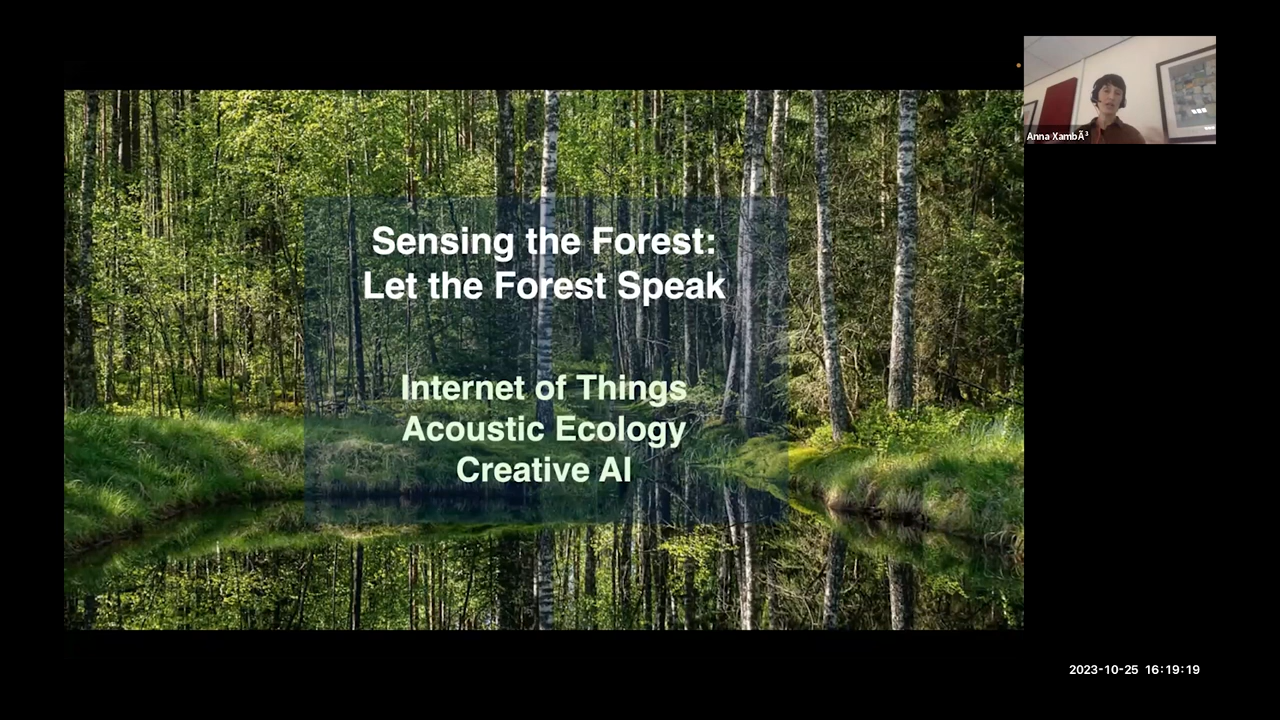 Anna XambÃ³
Sensing the Forest:
Let the Forest Speak
Internet of Things
Acoustic Ecology
Creative AI
2023-10-25 16:19:19